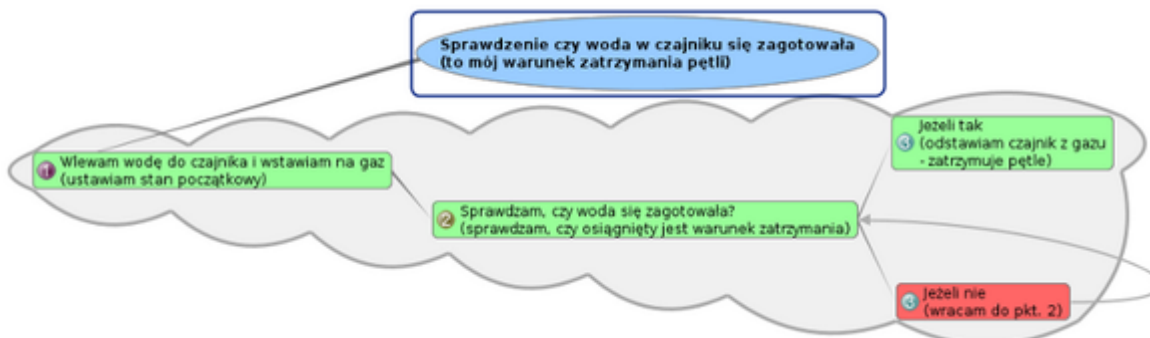 Sprawdzenie czy woda w czajniku się zagotowała
(to mój warunek zatrzymania pętli)
1 Wlewam wodę do czajnika i wstawiam na gaz
(ustawiam stan początkowy)
2 Sprawdzam, czy woda się zagotowała?
(sprawdzam, czy osiągnięty jest warunek zatrzymania)
Jeżeli tak
(odstawiam czajnik z gazu
- zatrzymuje pętle)
Jeżeli nie
(wracam do pkt. 2)